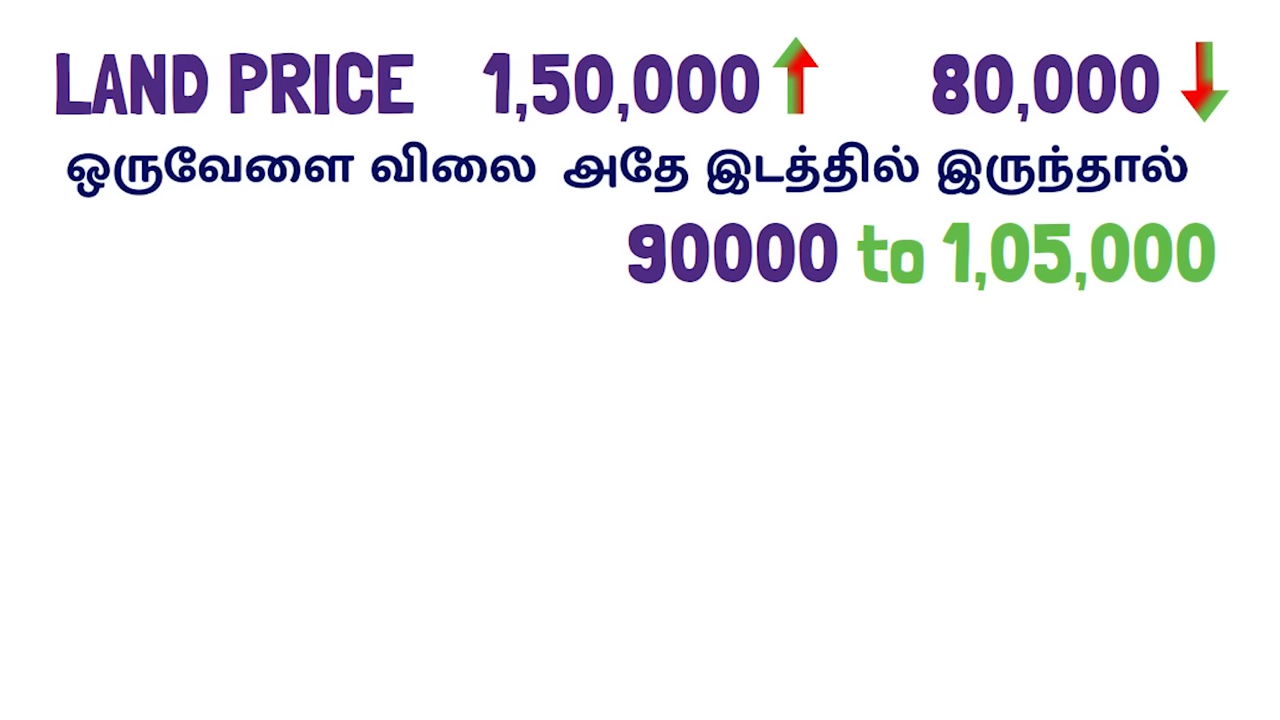 LAND PRICE 1,50,000 80,000
ஒருவேளை விலை அதே இடத்தில் இருந்தால்
90000 to 1,05,000